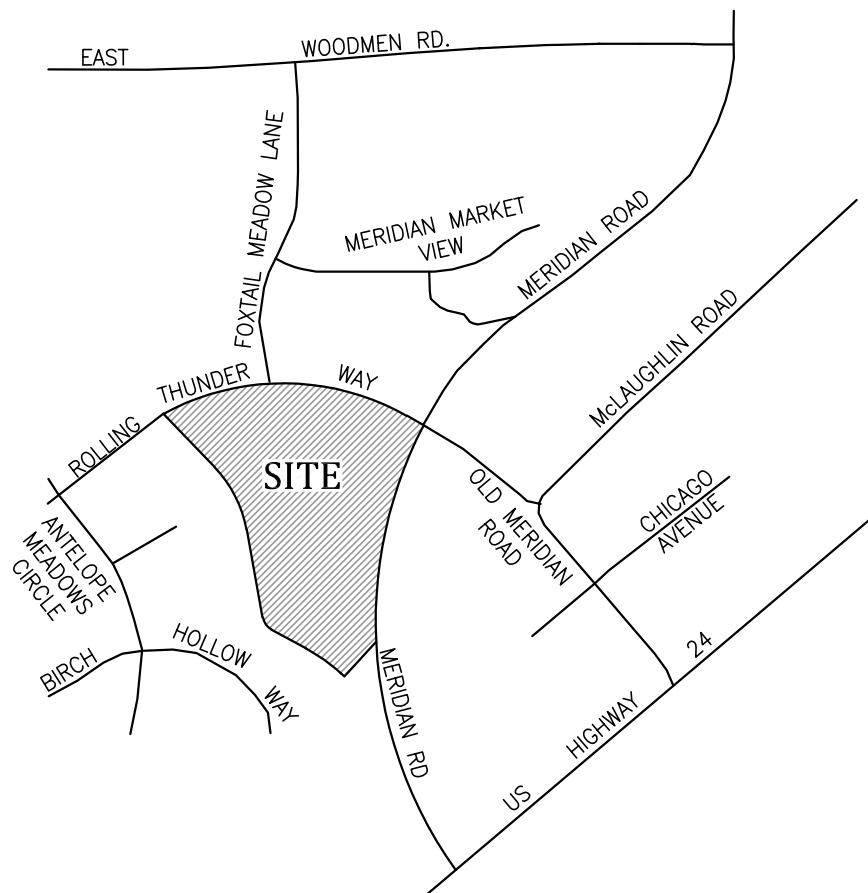 EAST WOODMEN RD.
FOXTAIL MEADOW LANE
MERIDIAN MARKET
VIEW
MERIDIAN ROAD
McLAUGHLIN ROAD
ROLLING THUNDER WAY
SITE
OLD MERIDIAN
ROAD
CHICAGO
AVENUE
ANTELOPE
MEADOWS
CIRCLE
BIRCH HOLLOW WAY
MERIDIAN RD
US HIGHWAY 24